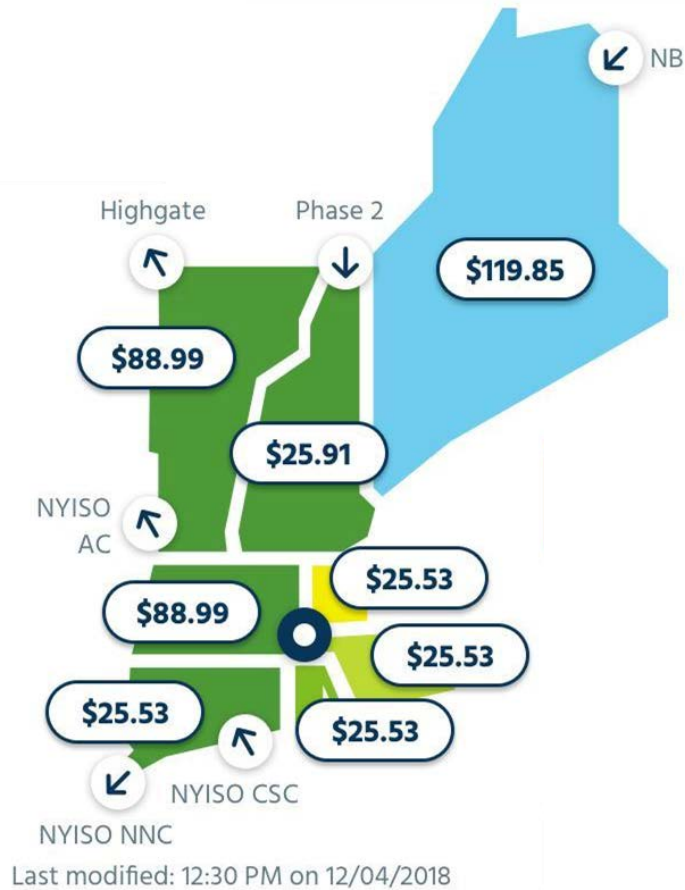 NB
Highgate
Phase 2
$119.85
$88.99
$25.91
NYISO
AC
$25.53
$88.99
$25.53
$25.53
$25.53
NYISO CSC
NYISO NNC
Last modified: 12:30 PM on 12/04/2018